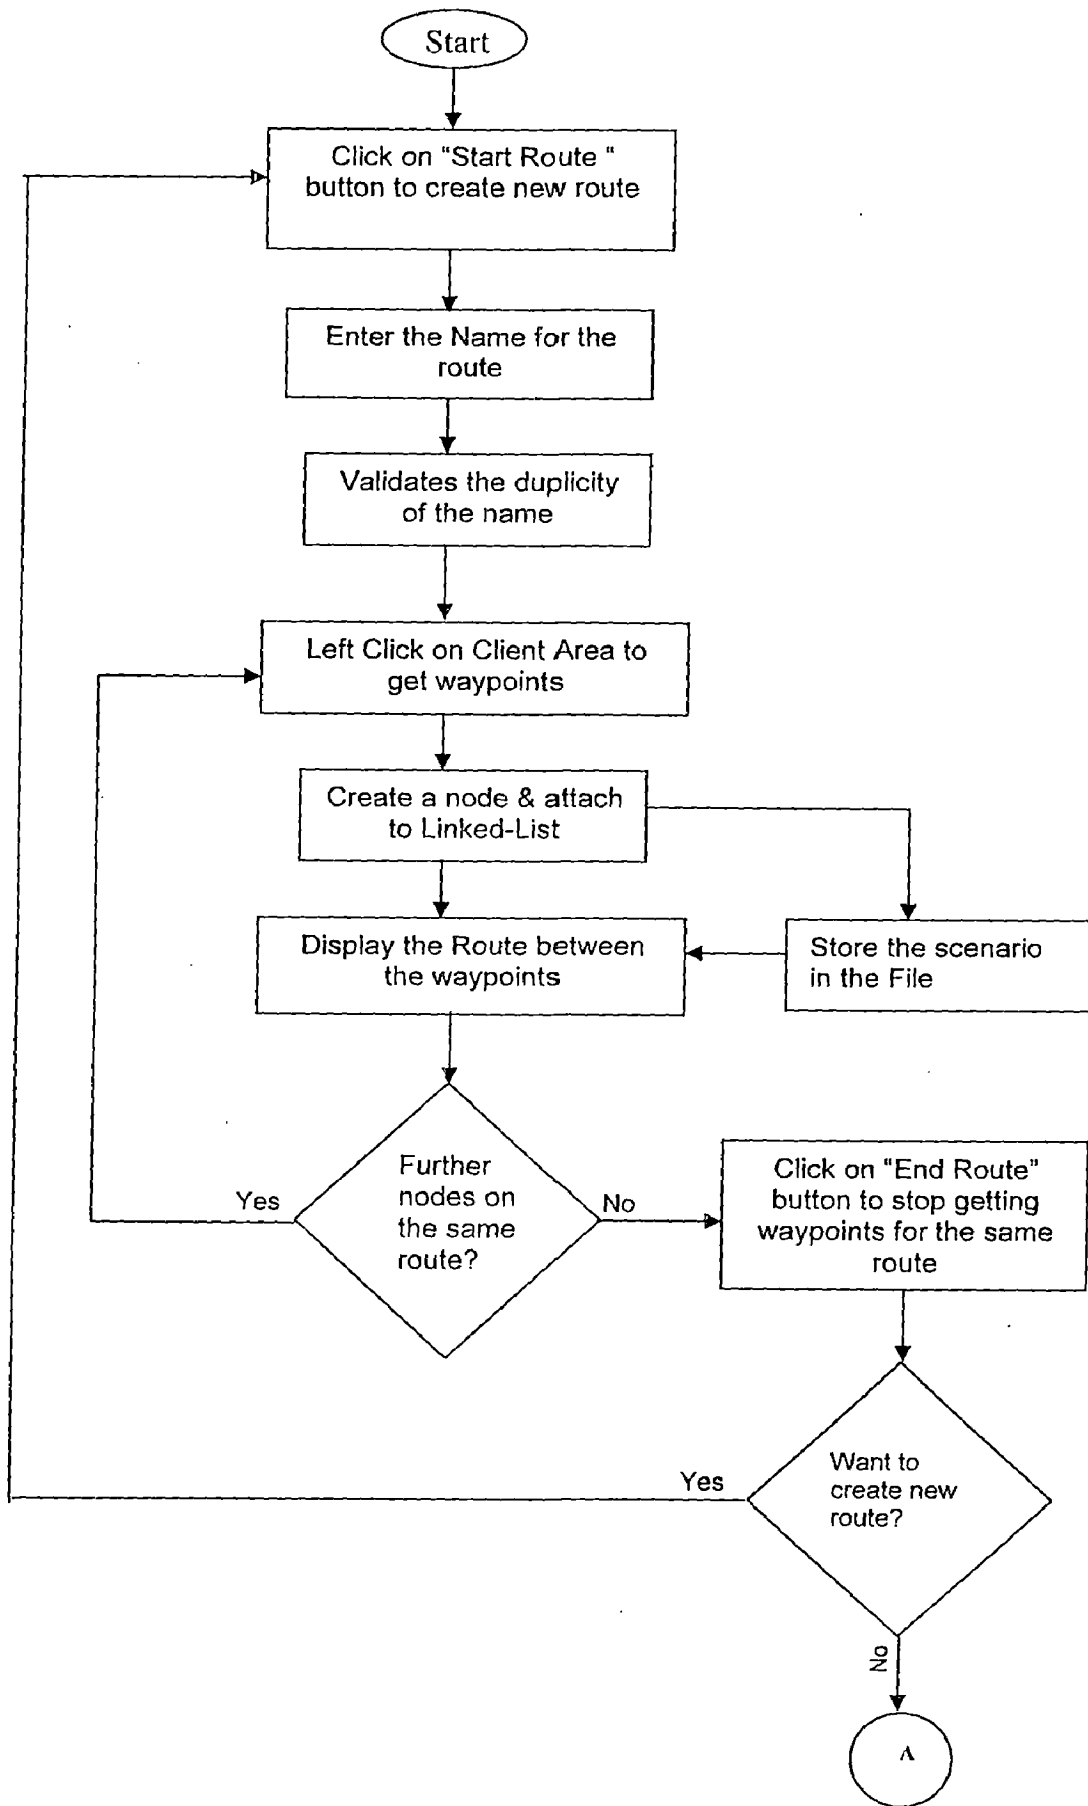 Start
Click on "Start Route "
button to create new route
Enter the Name for the
route
Validates the duplicity
of the name
Left Click on Client Area to
get waypoints
Create a node & attach
to Linked-List
Display the Route between
the waypoints
Store the scenario
in the File
Further
nodes on
the same
route?
Yes
No
Click on "End Route"
button to stop getting
waypoints for the same
route
Want to
create new
route?
Yes
No
A